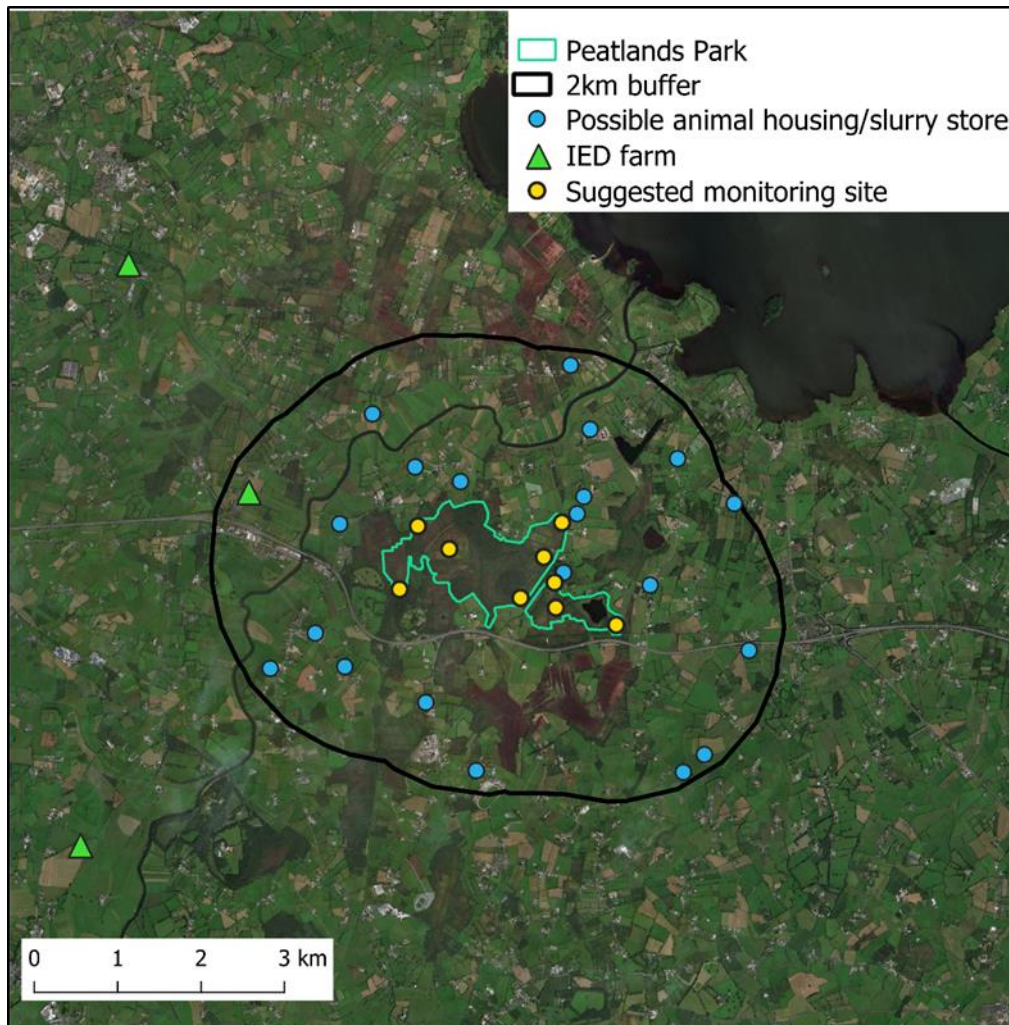 Peatlands Park
2km buffer
Possible animal housing/slurry store
IED farm
Suggested monitoring site
0 1 2 3 km